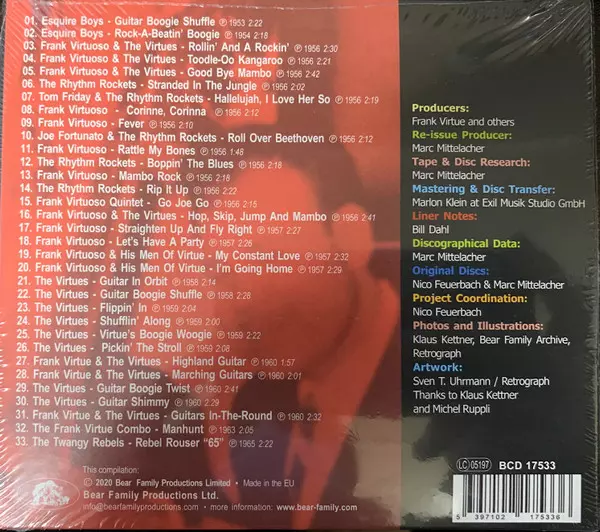 01. Esquire Boys - Guitar Boogie Shuffle ℗ 1953 2:22
02. Esquire Boys - Rock-A-Beatin' Boogie ℗ 1954 2:18
03. Frank Virtuoso & The Virtues - Rollin' And A Rockin' ℗ 1956 2:30
04. Frank Virtuoso & The Virtues - Toodle-Oo Kangaroo ℗ 1956 2:21
05. Frank Virtuoso & The Virtues - Good Bye Mambo ℗ 1956 2:42
06. The Rhythm Rockets - Stranded In The Jungle ℗ 1956 2:02
07. Tom Friday & The Rhythm Rockets - Hallelujah, I Love Her So ℗ 1956 2:19
08. Frank Virtuoso - Corinne, Corinna ℗ 1956 2:12
09. Frank Virtuoso - Fever ℗ 1956 2:10
10. Joe Fortunato & The Rhythm Rockets - Roll Over Beethoven ℗ 1956 2:12
11. Frank Virtuoso - Rattle My Bones ℗ 1956 1:48
12. The Rhythm Rockets - Boppin' The Blues ℗ 1956 2:12
13. Frank Virtuoso - Mambo Rock ℗ 1956 2:18
14. The Rhythm Rockets - Rip It Up ℗ 1956 2:22
15. Frank Virtuoso Quintet - Go Joe Go ℗ 1956 2:15
16. Frank Virtuoso & The Virtues - Hop, Skip, Jump And Mambo ℗ 1956 2:41
17. Frank Virtuoso - Straighten Up And Fly Right ℗ 1957 2:27
18. Frank Virtuoso - Let's Have A Party ℗ 1957 2:26
19. Frank Virtuoso & His Men Of Virtue - My Constant Love ℗ 1957 2:32
20. Frank Virtuoso & His Men Of Virtue - I'm Going Home ℗ 1957 2:29
21. The Virtues - Guitar In Orbit ℗ 1958 2:14
22. The Virtues - Guitar Boogie Shuffle ℗ 1958 2:28
23. The Virtues - Flippin' In ℗ 1959 2:04
24. The Virtues - Shufflin' Along ℗ 1959 2:00
25. The Virtues - Virtue's Boogie Woogie ℗ 1959 2:22
26. The Virtues - Pickin' The Stroll ℗ 1959 2:08
27. Frank Virtue & The Virtues - Highland Guitar ℗ 1960 1:57
28. Frank Virtue & The Virtues - Marching Guitars ℗ 1960 2:01
29. The Virtues - Guitar Boogie Twist ℗ 1960 2:41
30. The Virtues - Guitar Shimmy ℗ 1960 2:29
31. Frank Virtue & The Virtues - Guitars In-The-Round ℗ 1960 2:32
32. The Frank Virtue Combo - Manhunt ℗ 1963 2:05
33. The Twangy Rebels - Rebel Rouser "65" ℗ 1965 2:22
This compilation:
℗ © 2020 Bear Family Productions Limited • Made in the EU
Bear Family Productions Ltd.
info@bearfamilyproductions.com • more information: www.bear-family.com
Producers:
Frank Virtue and others
Re-issue Producer:
Marc Mittelacher
Tape & Disc Research:
Marc Mittelacher
Mastering & Disc Transfer:
Marlon Klein at Exil Musik Studio GmbH
Liner Notes:
Bill Dahl
Discographical Data:
Marc Mittelacher
Original Discs:
Nico Feuerbach & Marc Mittelacher
Project Coordination:
Nico Feuerbach
Photos and Illustrations:
Klaus Kettner, Bear Family Archive,
Retrograph
Artwork:
Sven T. Uhrmann / Retrograph
Thanks to Klaus Kettner
and Michel Ruppli
LC 05197 BCD 17533
5 397102 175336